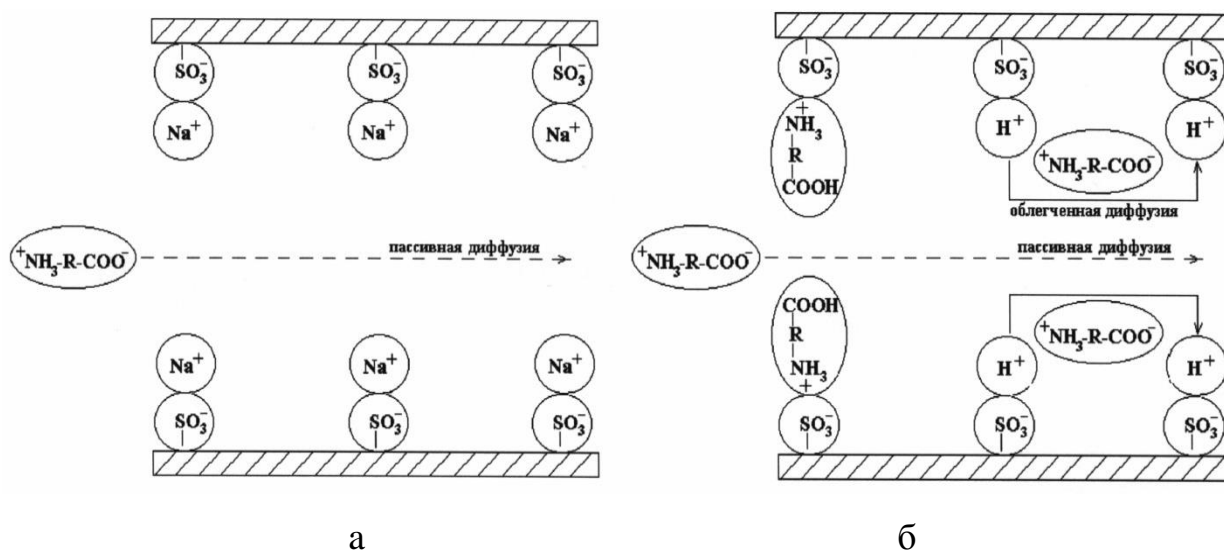 SO₃⁻ SO₃⁻ SO₃⁻
Na⁺ Na⁺ Na⁺
⁺NH₃-R-COO⁻ пассивная диффузия
Na⁺ Na⁺ Na⁺
SO₃⁻ SO₃⁻ SO₃⁻
а
SO₃⁻ SO₃⁻ SO₃⁻
⁺NH₃
R
COOH
H⁺ H⁺
⁺NH₃-R-COO⁻
облегченная диффузия
⁺NH₃-R-COO⁻ пассивная диффузия
COOH
R
NH₃⁺
⁺NH₃-R-COO⁻
H⁺ H⁺
SO₃⁻ SO₃⁻ SO₃⁻
б